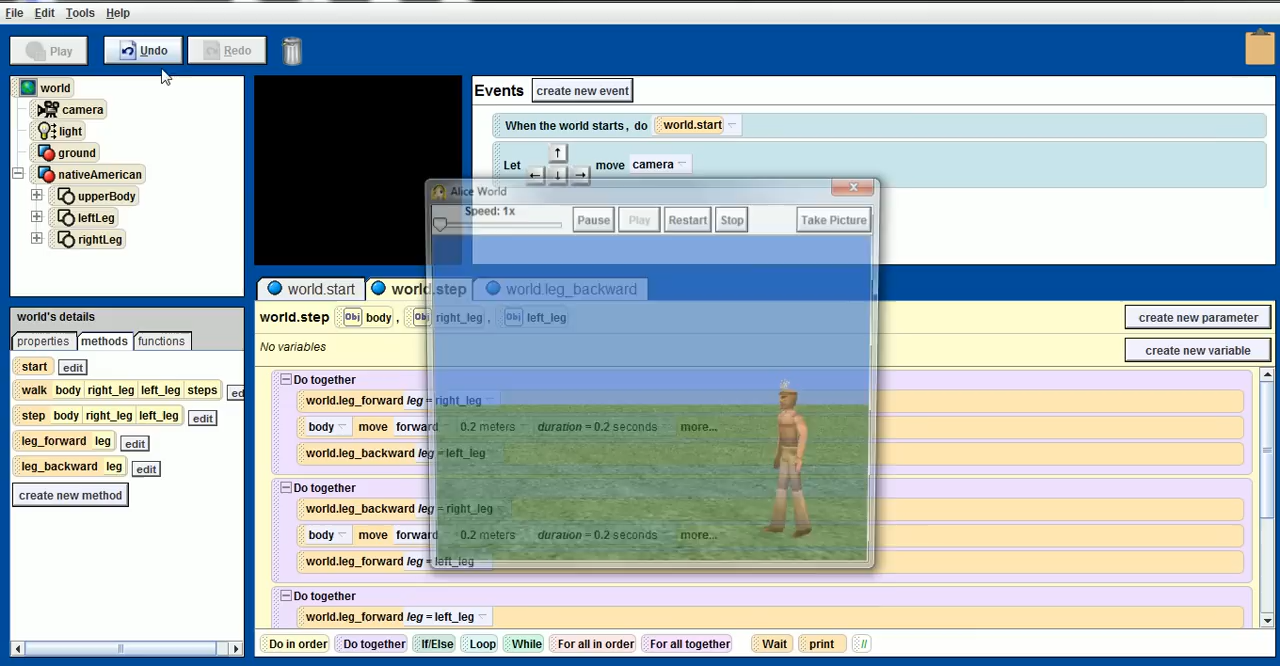 File Edit Tools Help
Play Undo Redo
world
camera
light
ground
nativeAmerican
upperBody
leftLeg
rightLeg
Events create new event
When the world starts, do world.start
Let ↑ ← ↓ → move camera
Alice World
Speed: 1x Pause Play Restart Stop Take Picture
world's details
properties methods functions
start edit
walk body right_leg left_leg steps ed
step body right_leg left_leg edit
leg_forward leg edit
leg_backward leg edit
create new method
world.start world.step world.leg_backward
world.step Obj body , Obj right_leg , Obj left_leg
create new parameter
No variables
create new variable
Do together
world.leg_forward leg = right_leg
body move forward 0.2 meters duration = 0.2 seconds more...
world.leg_backward leg = left_leg
Do together
world.leg_backward leg = right_leg
body move forward 0.2 meters duration = 0.2 seconds more...
world.leg_forward leg = left_leg
Do together
world.leg_forward leg = left_leg
Do in order Do together If/Else Loop While For all in order For all together Wait print //